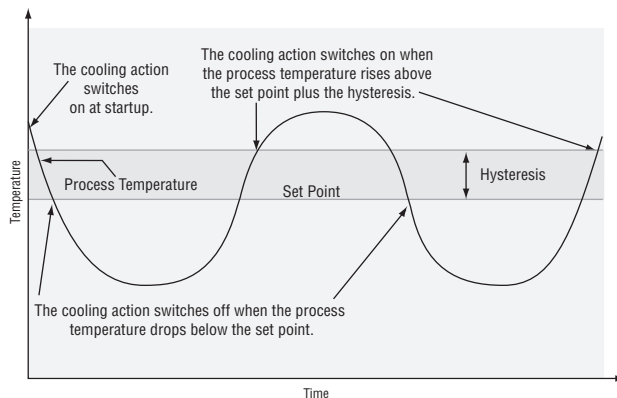 The cooling action
switches
on at startup.
The cooling action switches on when
the process temperature rises above
the set point plus the hysteresis.
Process Temperature
Set Point
Hysteresis
Temperature
The cooling action switches off when the process
temperature drops below the set point.
Time